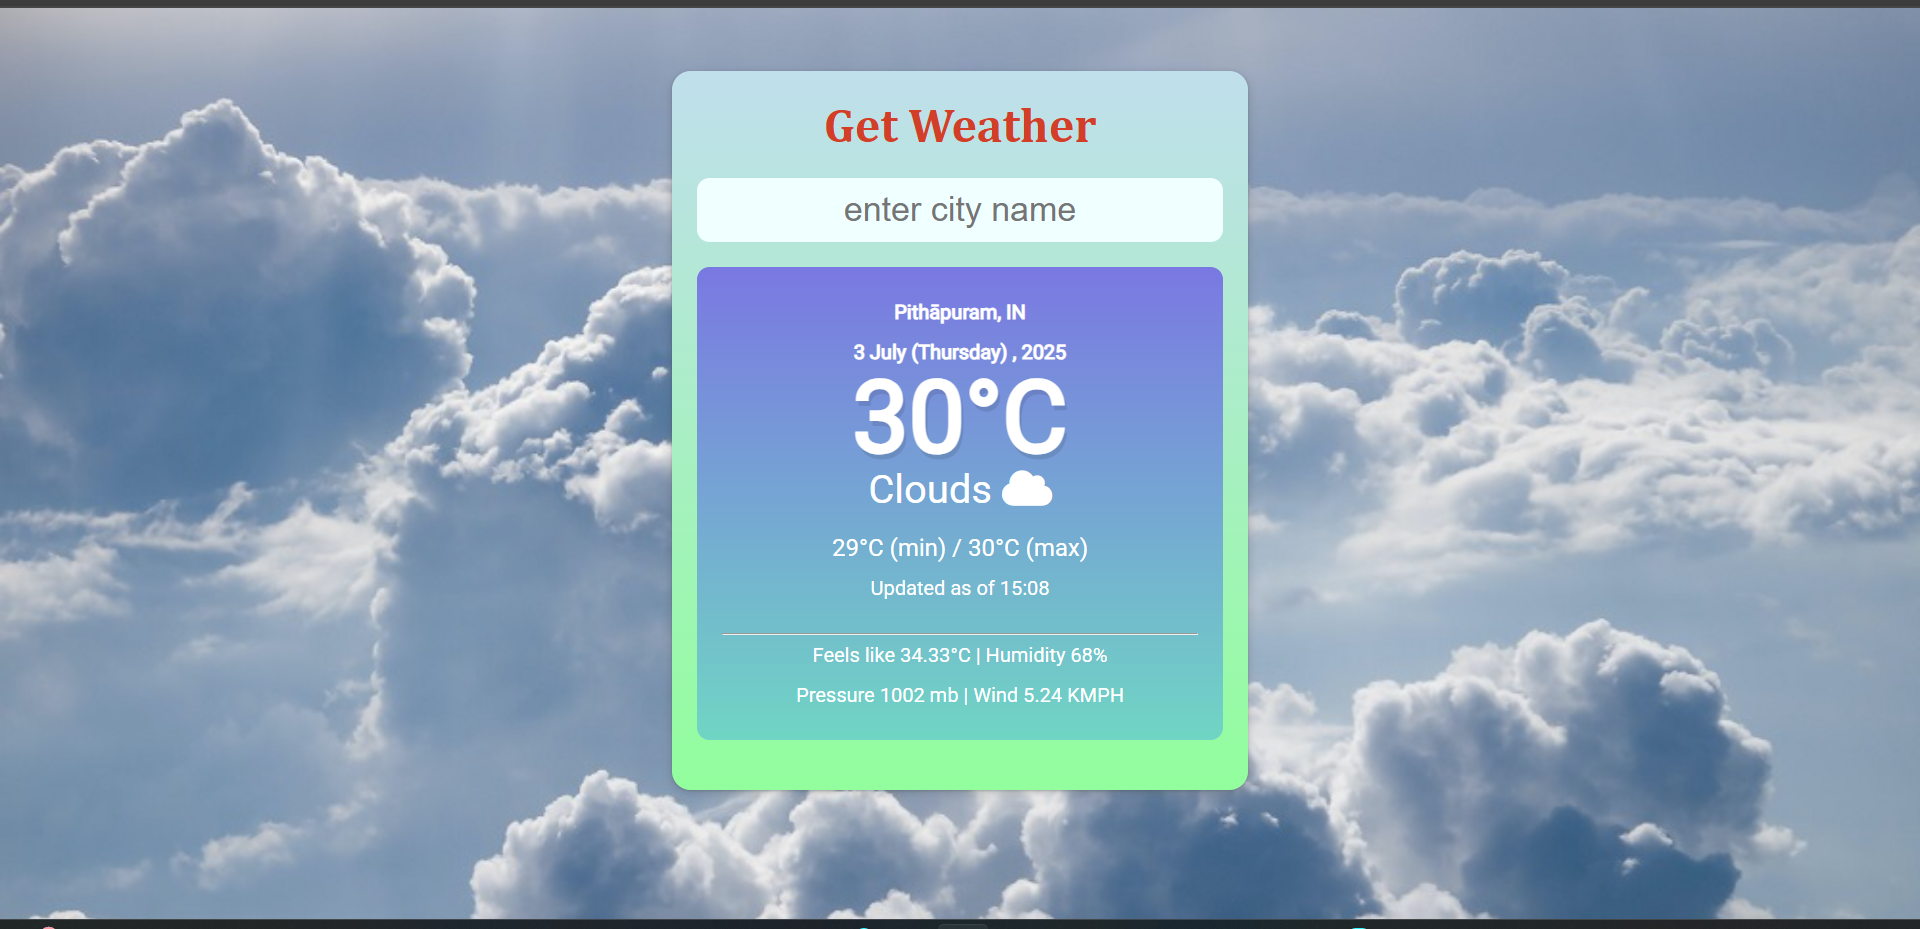 Get Weather
enter city name
Pithāpuram, IN
3 July (Thursday) , 2025
30°C
Clouds
29°C (min) / 30°C (max)
Updated as of 15:08
Feels like 34.33°C | Humidity 68%
Pressure 1002 mb | Wind 5.24 KMPH